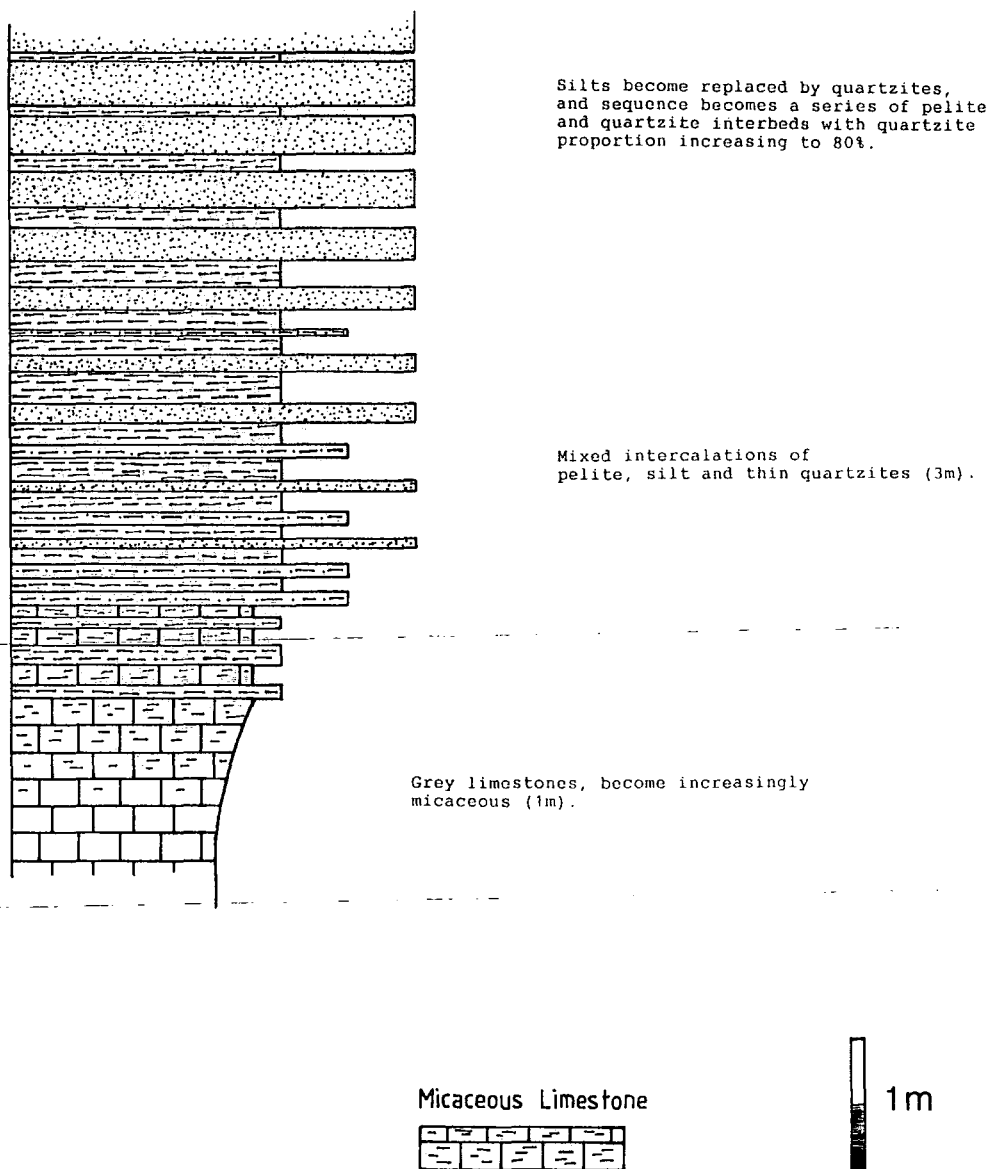 Silts become replaced by quartzites,
and sequence becomes a series of pelite
and quartzite interbeds with quartzite
proportion increasing to 80%.
Mixed intercalations of
pelite, silt and thin quartzites (3m).
Grey limestones, become increasingly
micaceous (1m).
Micaceous Limestone
1m